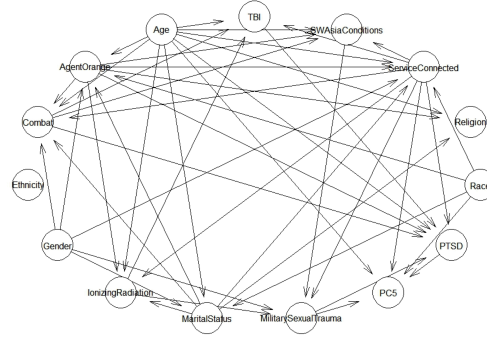 TBI
Age
SWAsiaConditions
AgentOrange
ServiceConnected
Combat
Religion
Ethnicity
Race
Gender
PTSD
IonizingRadiation
PC5
MaritalStatus
MilitarySexualTrauma